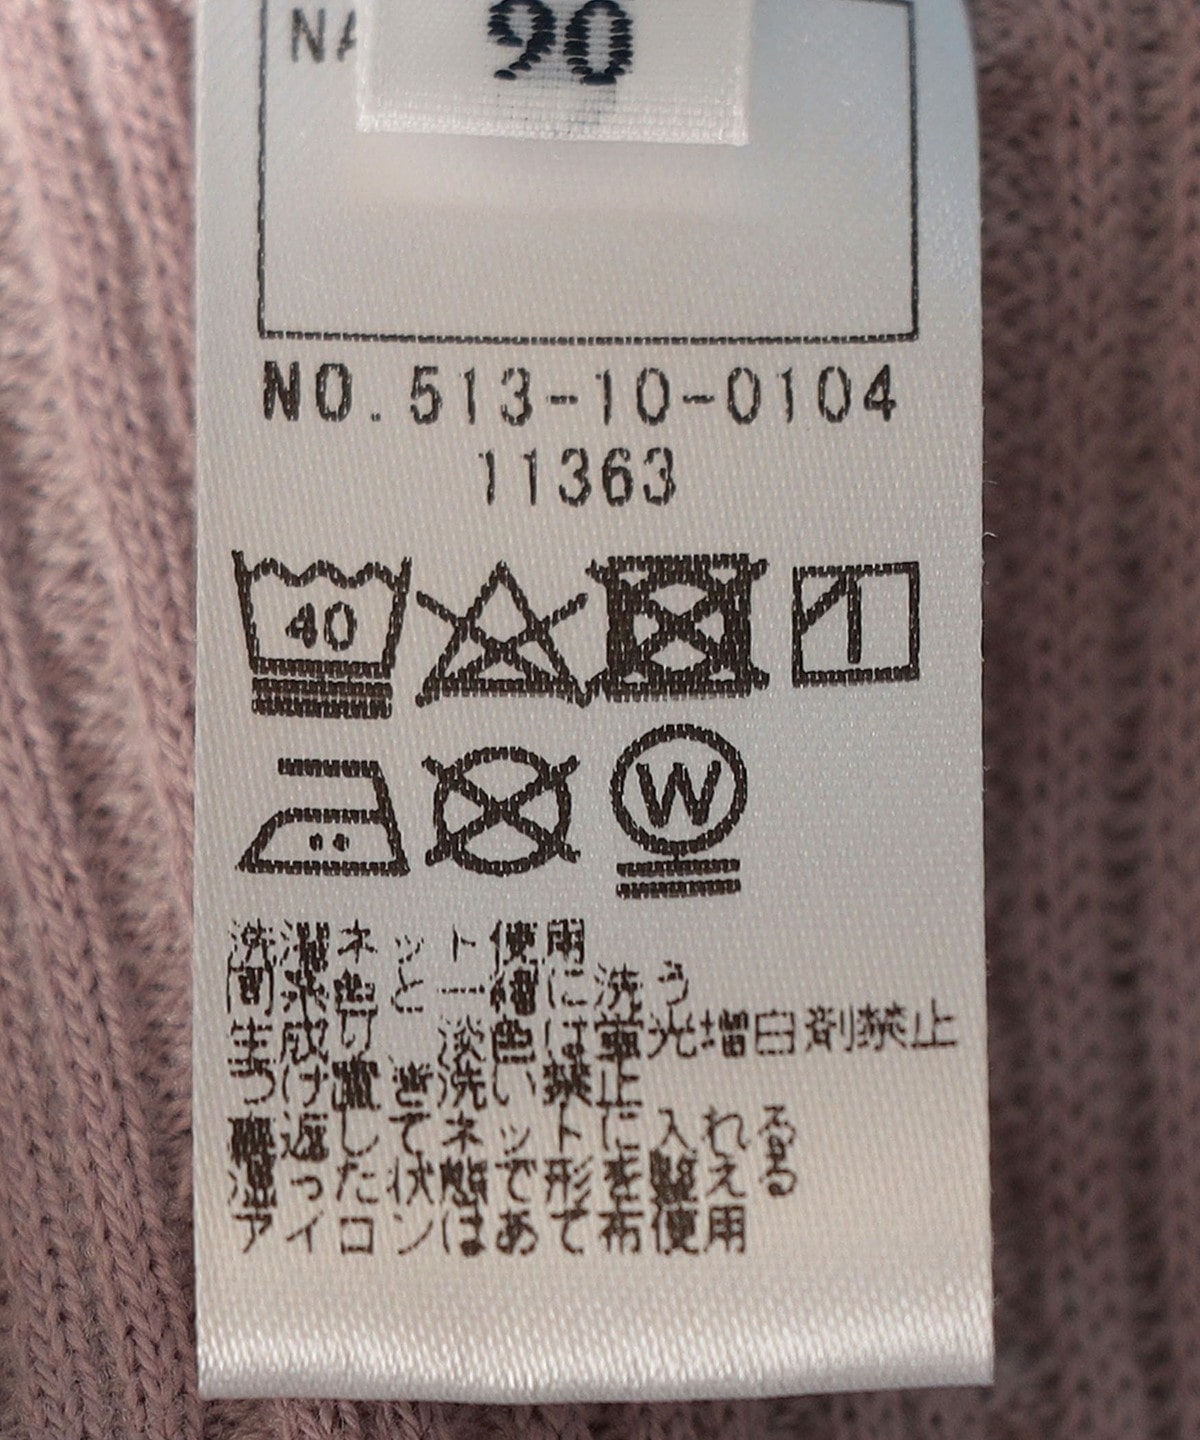 90
NA
NO.513-10-0104
11363
40
W
洗濯ネット使用
同系色と一緒に洗う
生成り 淡色は蛍光増白剤禁止
つけ置き洗い禁止
裏返してネットに入れる
湿った状態で形を整える
アイロンはあて布使用